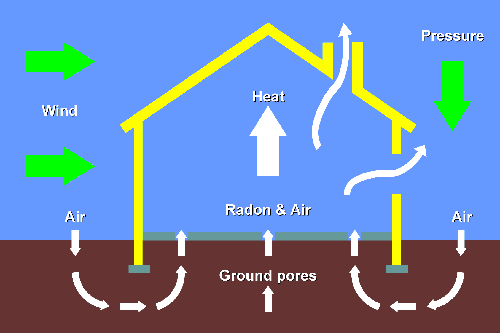 Pressure
Heat
Wind
Radon & Air
Air
Air
Ground pores